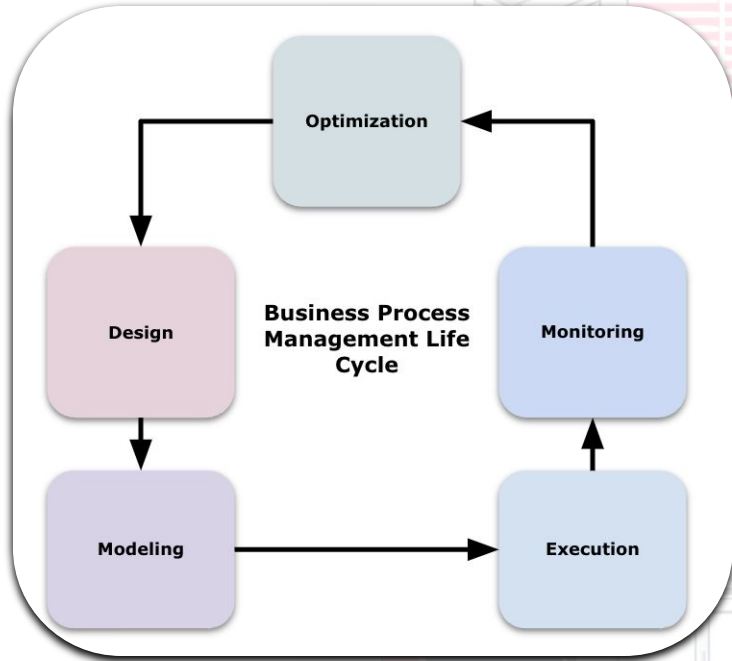 Optimization
Design
Business Process
Management Life
Cycle
Monitoring
Modeling
Execution